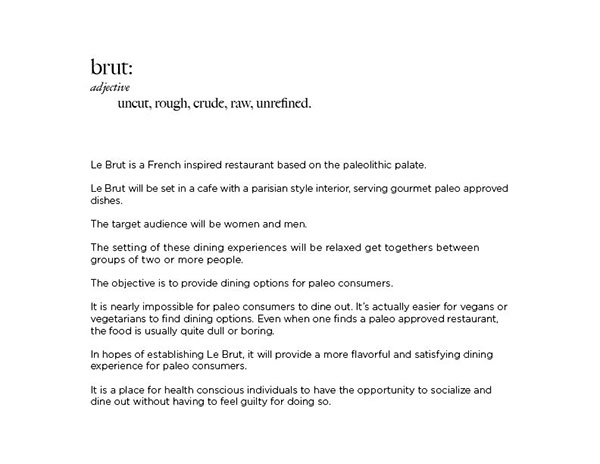 brut:
adjective
uncut, rough, crude, raw, unrefined.
Le Brut is a French inspired restaurant based on the paleolithic palate.
Le Brut will be set in a cafe with a parisian style interior, serving gourmet paleo approved
dishes.
The target audience will be women and men.
The setting of these dining experiences will be relaxed get togethers between
groups of two or more people.
The objective is to provide dining options for paleo consumers.
It is nearly impossible for paleo consumers to dine out. It's actually easier for vegans or
vegetarians to find dining options. Even when one finds a paleo approved restaurant,
the food is usually quite dull or boring.
In hopes of establishing Le Brut, it will provide a more flavorful and satisfying dining
experience for paleo consumers.
It is a place for health conscious individuals to have the opportunity to socialize and
dine out without having to feel guilty for doing so.